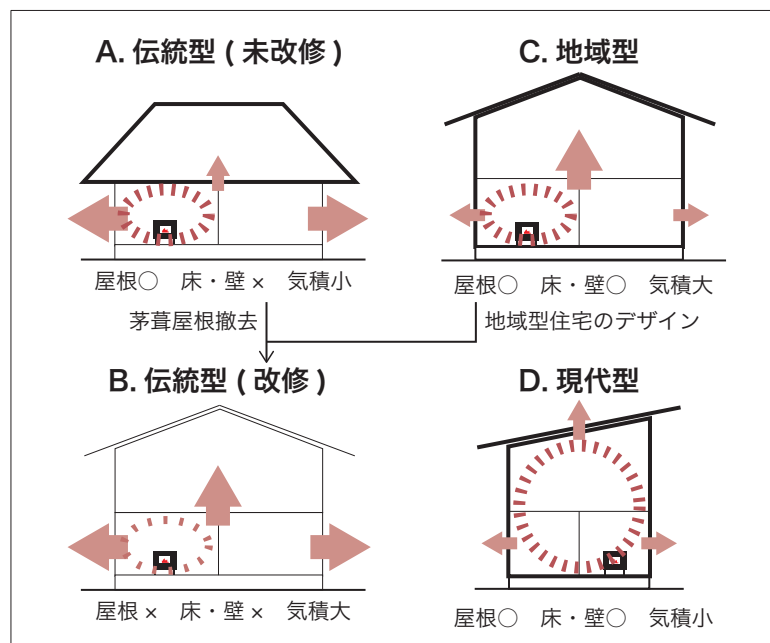 A. 伝統型 ( 未改修 )
C. 地域型
屋根○ 床・壁 × 気積小
屋根○ 床・壁○ 気積大
茅葺屋根撤去
地域型住宅のデザイン
B. 伝統型 ( 改修 )
D. 現代型
屋根 × 床・壁 × 気積大
屋根○ 床・壁○ 気積小